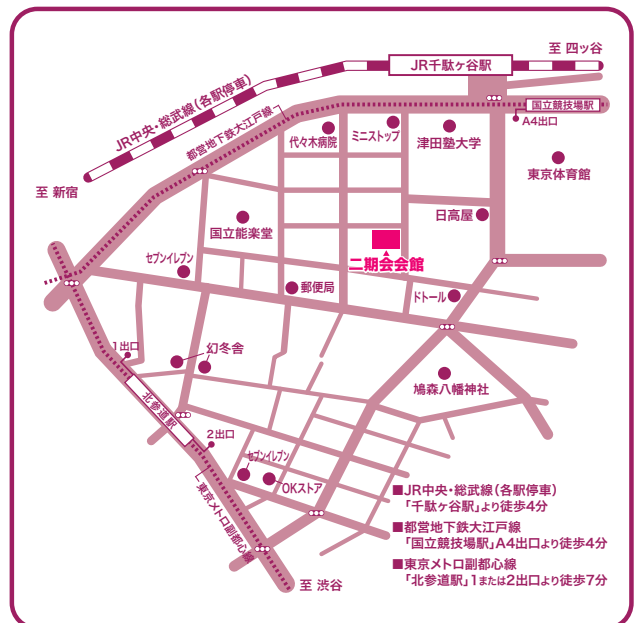 至 四ッ谷
JR千駄ヶ谷駅
JR中央・総武線（各駅停車）
国立競技場駅
都営地下鉄大江戸線
A4出口
代々木病院
ミニストップ
津田塾大学
東京体育館
至 新宿
日高屋
国立能楽堂
セブンイレブン
二期会会館
郵便局
ドトール
1出口
幻冬舎
鳩森八幡神社
北参道駅
2出口
セブンイレブン
OKストア
東京メトロ副都心線
至 渋谷
■JR中央・総武線（各駅停車）
「千駄ヶ谷駅」より徒歩4分
■都営地下鉄大江戸線
「国立競技場駅」A4出口より徒歩4分
■東京メトロ副都心線
「北参道駅」1または2出口より徒歩7分